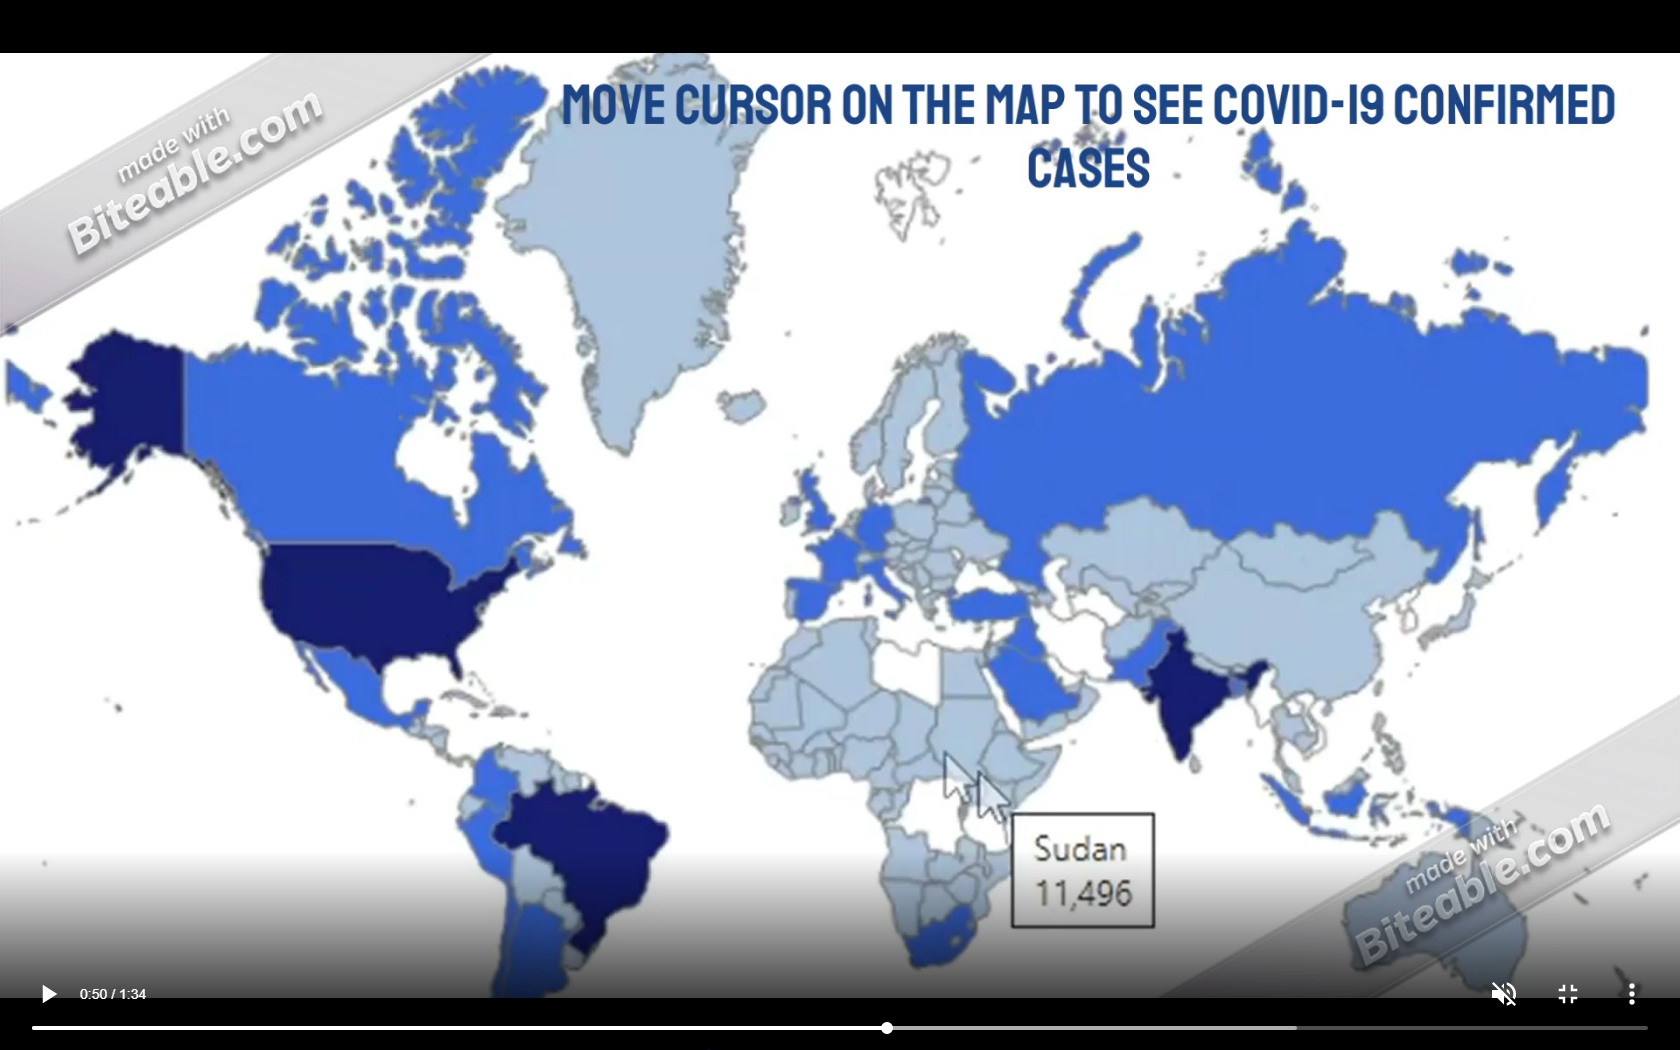 made with
Biteable.com
MOVE CURSOR ON THE MAP TO SEE COVID-19 CONFIRMED
CASES
Sudan
11,496
made with
Biteable.com
0:50 / 1:34